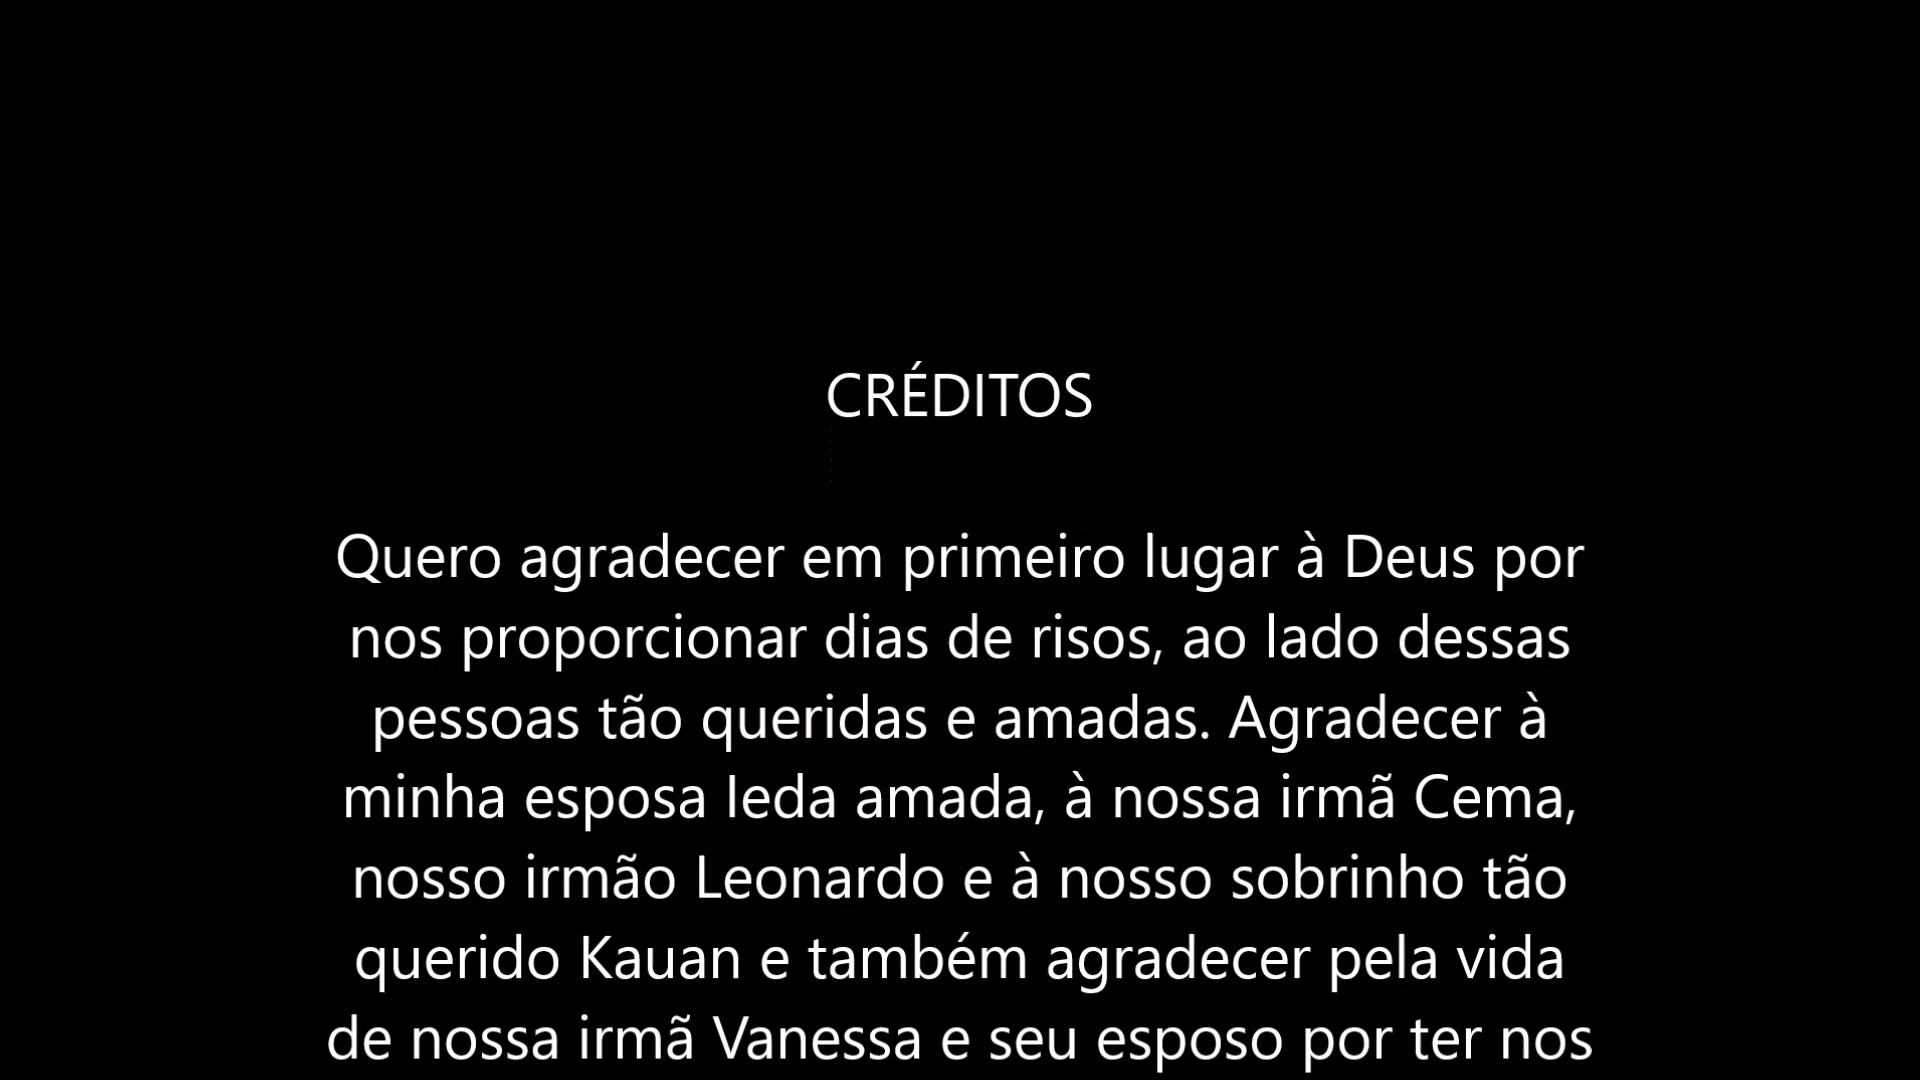 CRÉDITOS
Quero agradecer em primeiro lugar à Deus por
nos proporcionar dias de risos, ao lado dessas
pessoas tão queridas e amadas. Agradecer à
minha esposa Ieda amada, à nossa irmã Cema,
nosso irmão Leonardo e à nosso sobrinho tão
querido Kauan e também agradecer pela vida
de nossa irmã Vanessa e seu esposo por ter nos